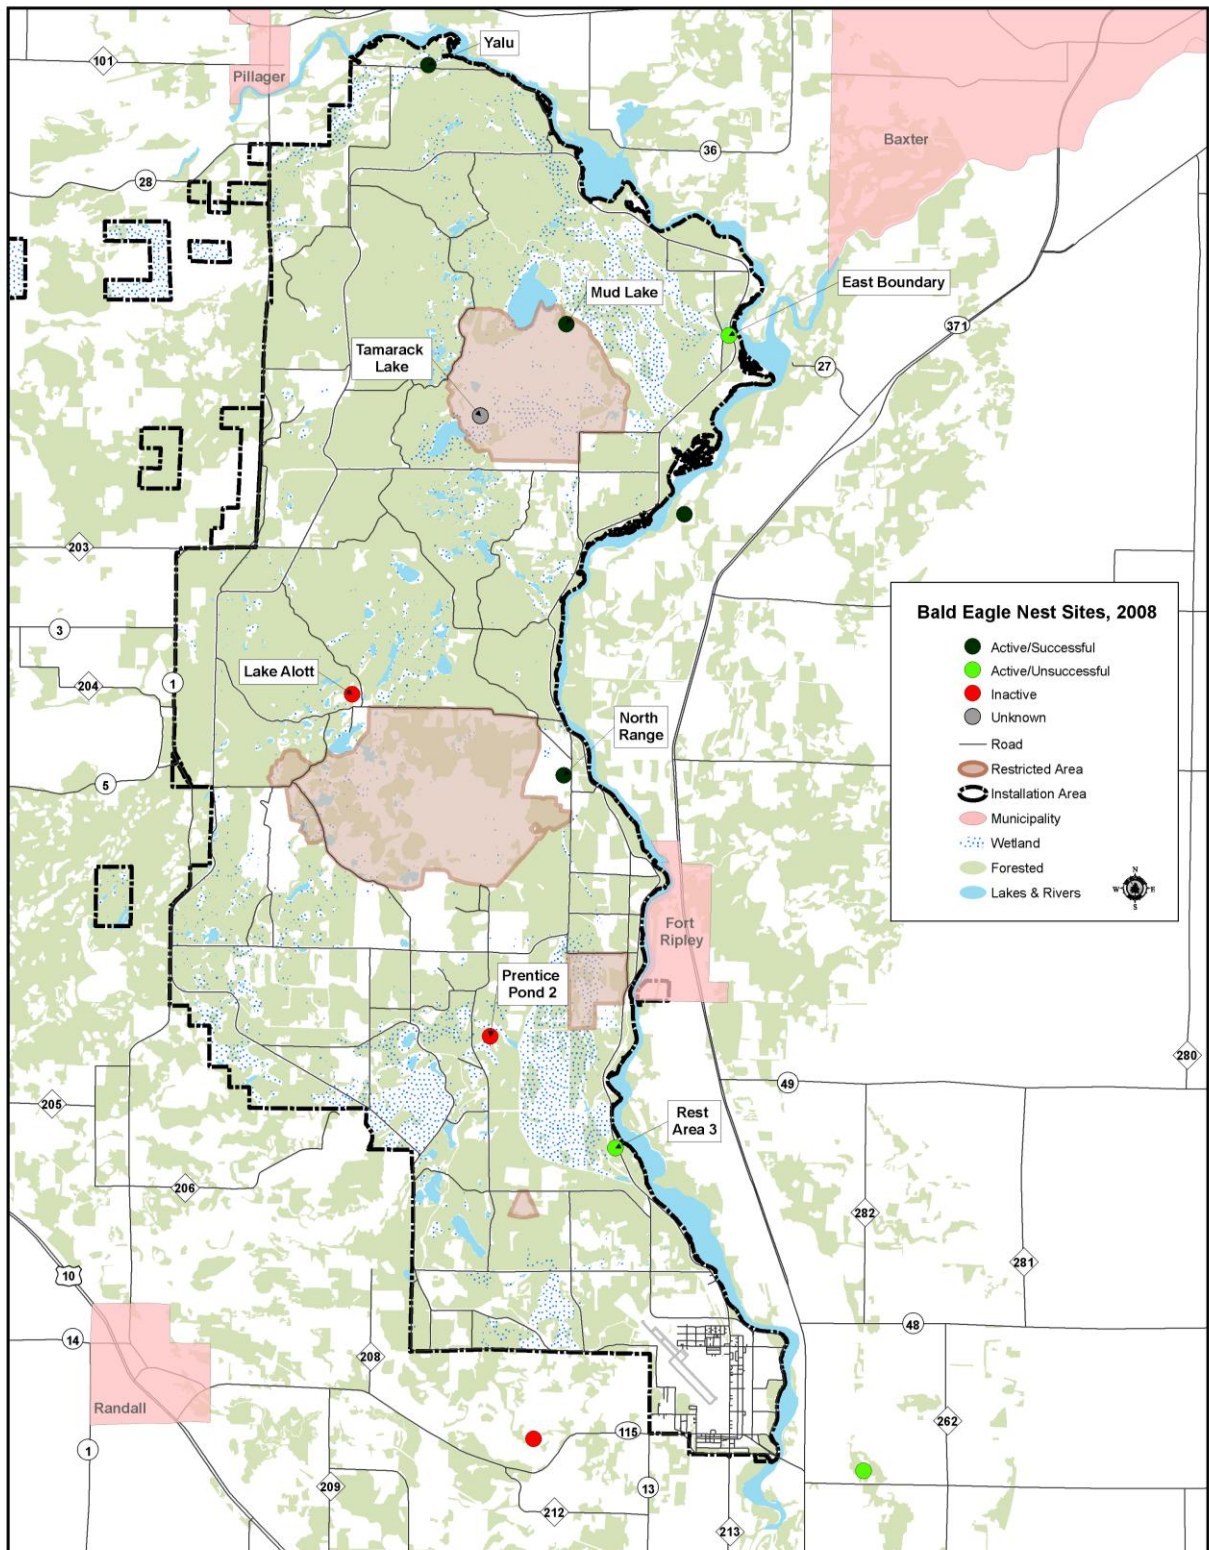 Yalu
101
Pillager
Baxter
36
28
East Boundary
Mud Lake
371
Tamarack
Lake
27
203
Bald Eagle Nest Sites, 2008
Active/Successful
Active/Unsuccessful
Inactive
Unknown
Road
Restricted Area
Installation Area
Municipality
Wetland
Forested
Lakes & Rivers
N
W
E
S
3
204
1
Lake Alott
North
Range
5
Fort
Ripley
Prentice
Pond 2
280
49
205
Rest
Area 3
206
282
281
10
14
48
208
Randall
262
115
1
209
13
212
213